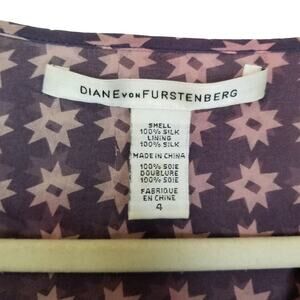 DIANE VON FURSTENBERG
SHELL
100% SILK
LINING
100% SILK
MADE IN CHINA
100% SOIE
DOUBLURE
100% SOIE
FABRIQUE
EN CHINE
4